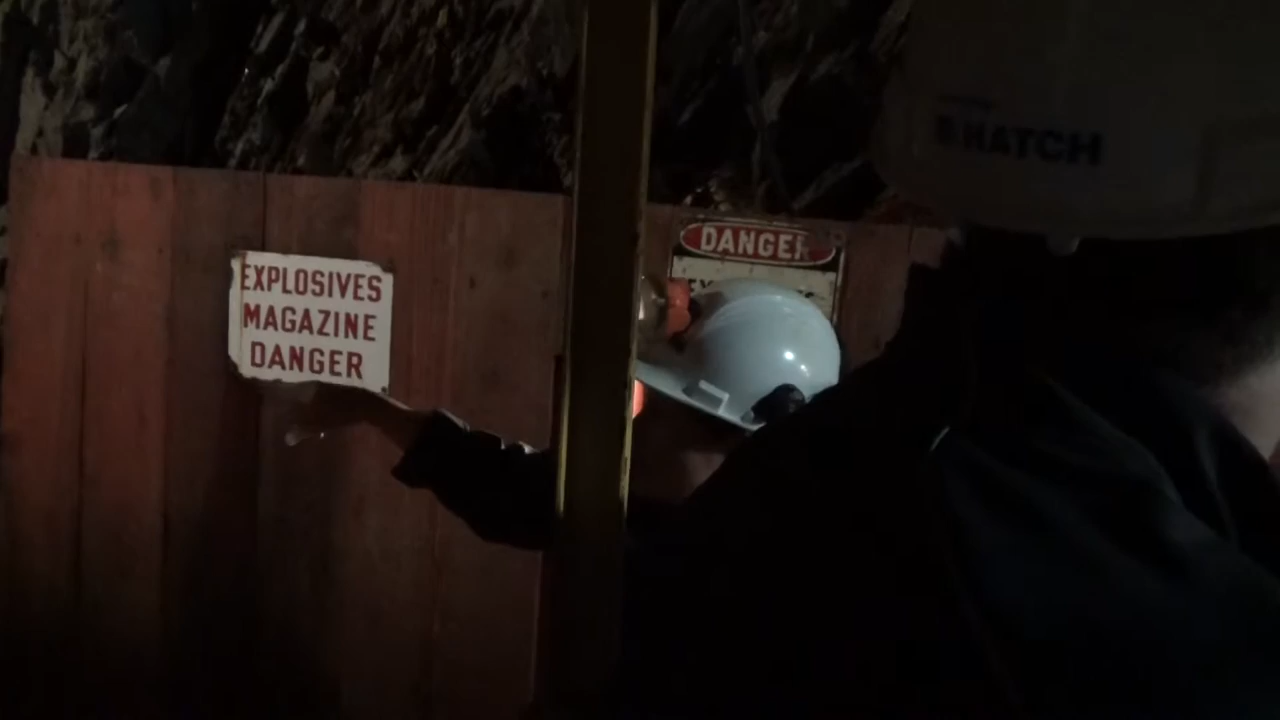 EXPLOSIVES
MAGAZINE
DANGER
DANGER
HATCH